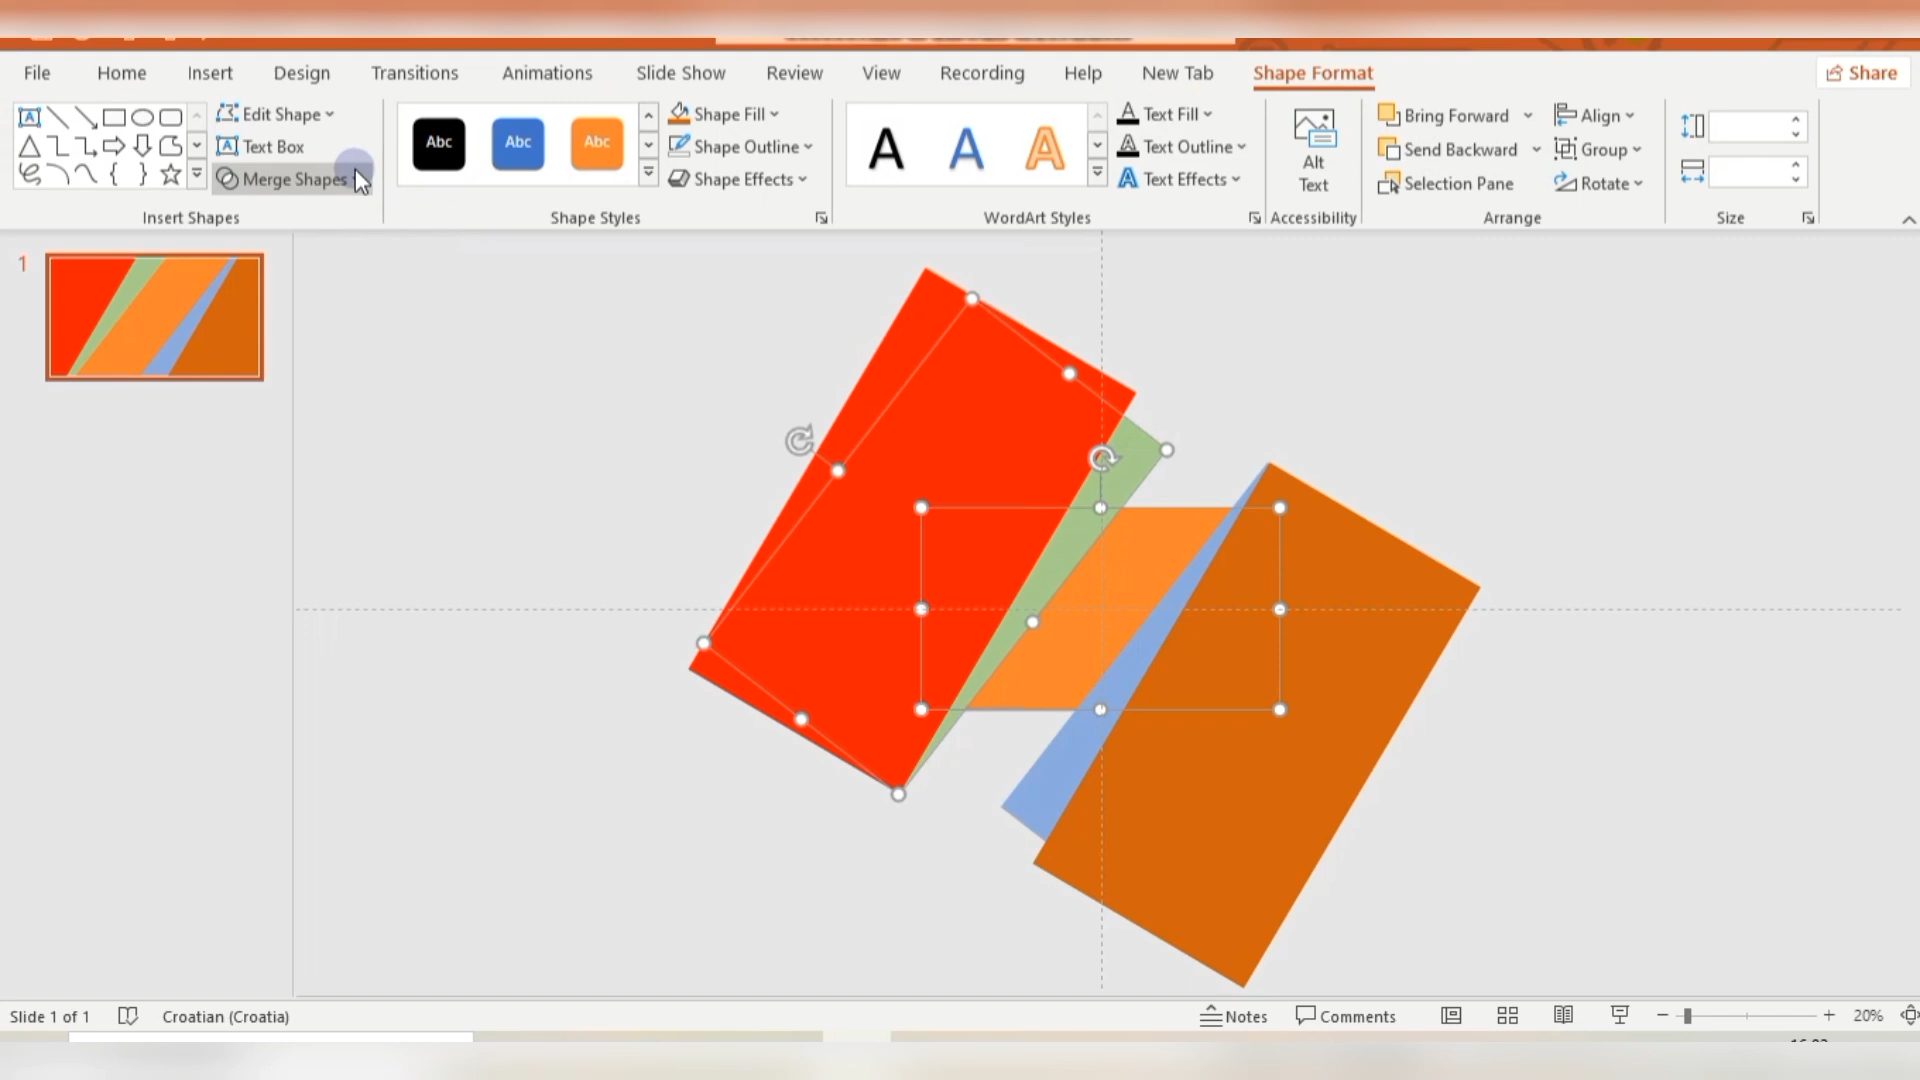 File Home Insert Design Transitions Animations Slide Show Review View Recording Help New Tab Shape Format Share
Edit Shape
Text Box
Merge Shapes
Insert Shapes
Abc Abc Abc
Shape Fill
Shape Outline
Shape Effects
Shape Styles
A A A
Text Fill
Text Outline
Text Effects
WordArt Styles
Alt
Text
Accessibility
Bring Forward
Send Backward
Selection Pane
Align
Group
Rotate
Arrange
Size
1
Slide 1 of 1 Croatian (Croatia) Notes Comments 20%